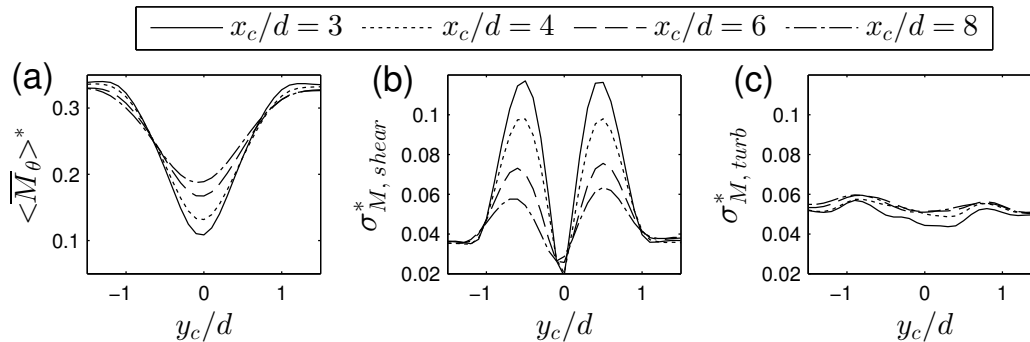 x_c/d = 3 x_c/d = 4 x_c/d = 6 x_c/d = 8
(a)
<\overline{M}_θ>^*
0.3
0.2
0.1
−1 0 1
y_c/d
(b)
σ^*_{M, shear}
0.1
0.08
0.06
0.04
0.02
−1 0 1
y_c/d
(c)
σ^*_{M, turb}
0.1
0.08
0.06
0.04
0.02
−1 0 1
y_c/d